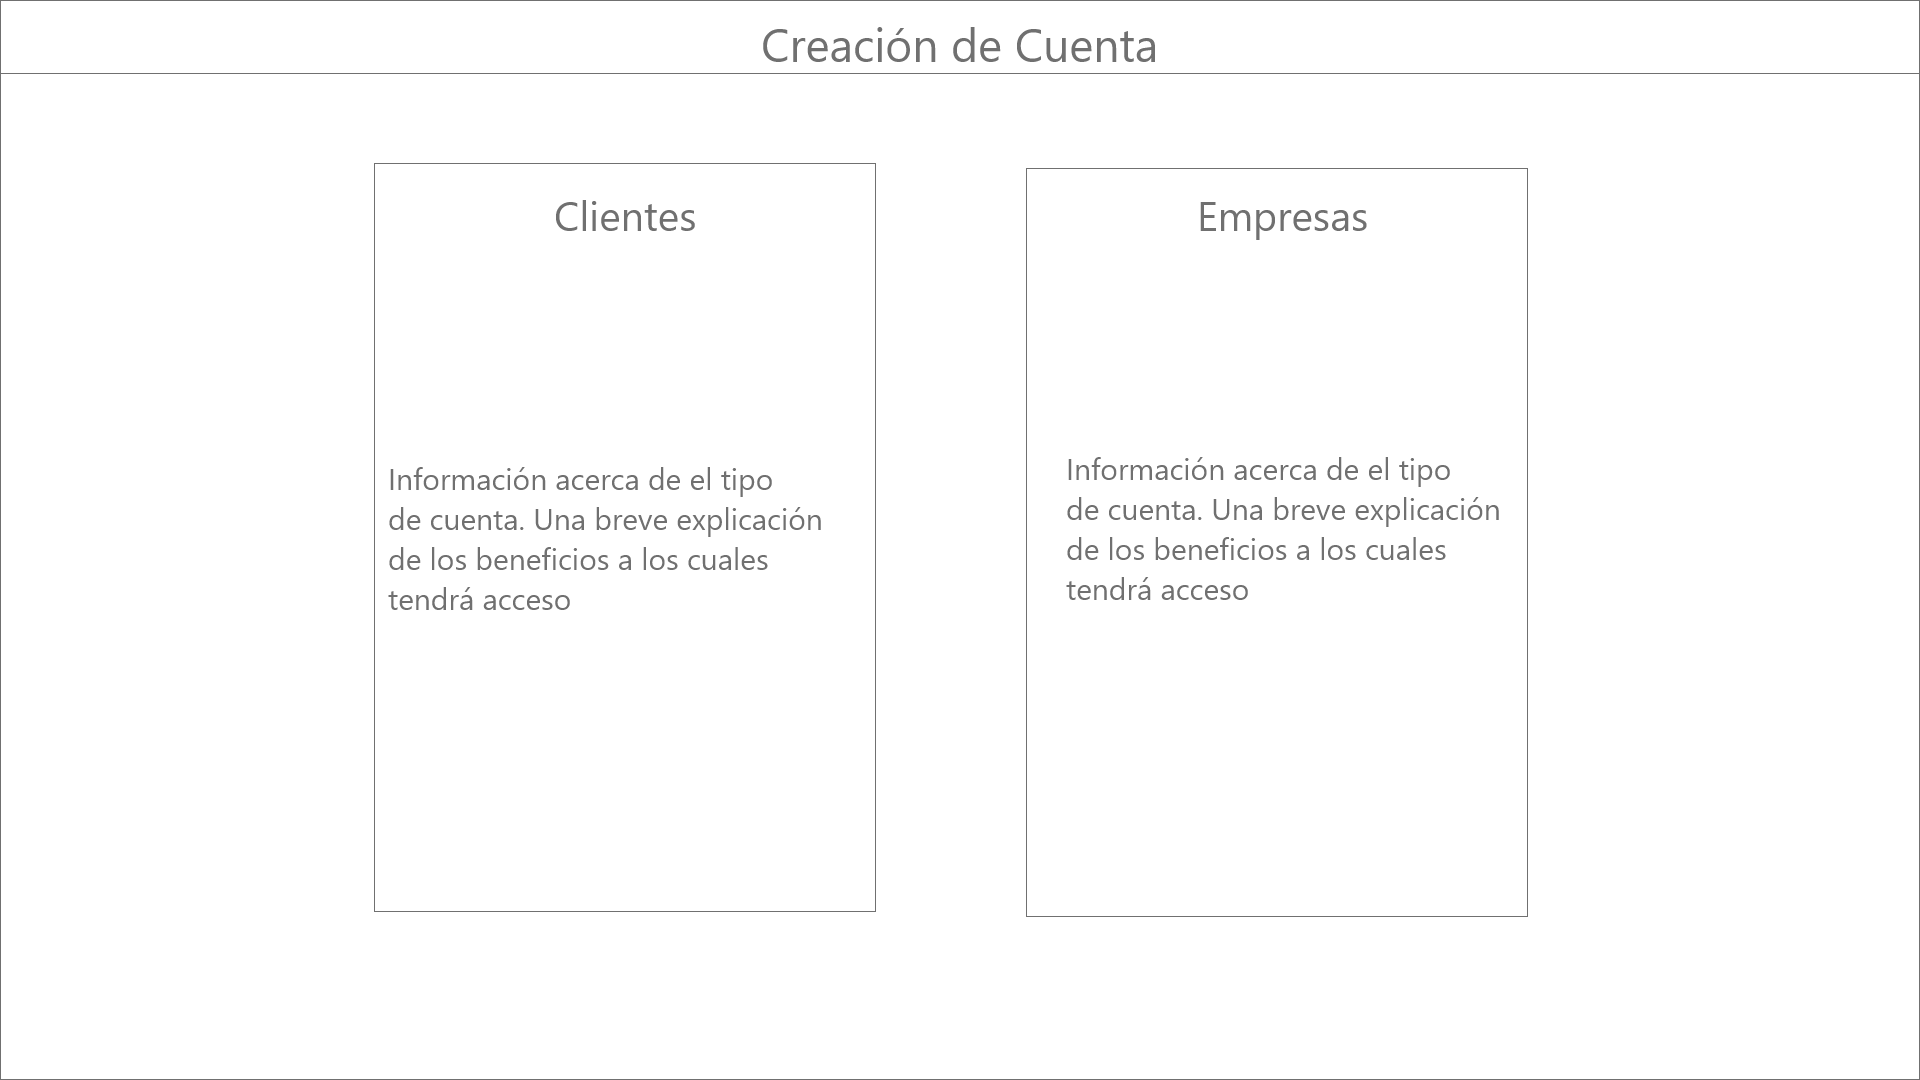 Creación de Cuenta
Clientes
Información acerca de el tipo
de cuenta. Una breve explicación
de los beneficios a los cuales
tendrá acceso
Empresas
Información acerca de el tipo
de cuenta. Una breve explicación
de los beneficios a los cuales
tendrá acceso